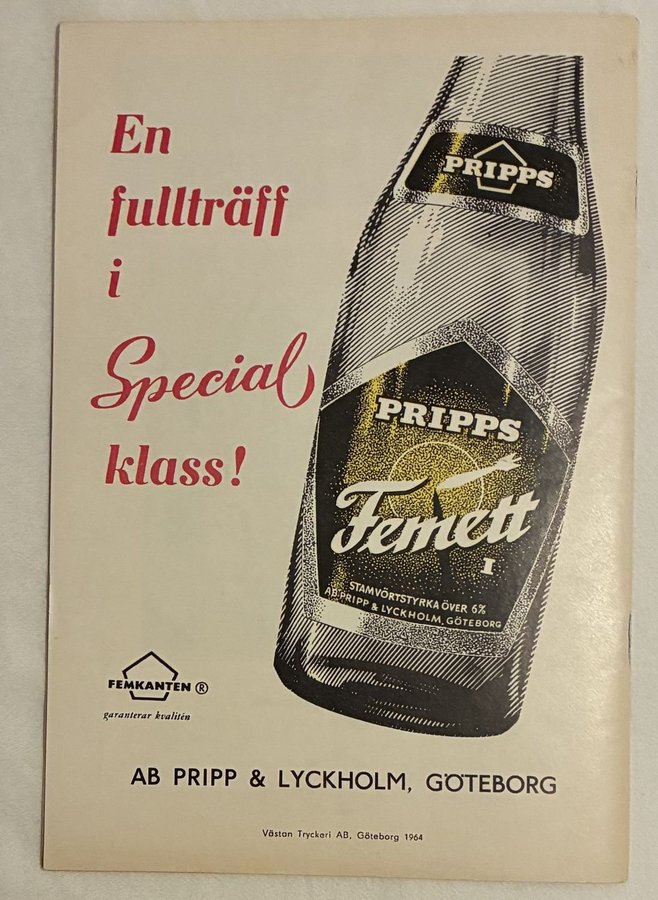 En
fullträff
i
Special
klass!
PRIPPS
PRIPPS
Femett
I
STAMVÖRTSTYRKA ÖVER 6%
AB PRIPP & LYCKHOLM, GÖTEBORG
FEMKANTEN ®
garanterar kvalitén
AB PRIPP & LYCKHOLM, GÖTEBORG
Västan Tryckeri AB, Göteborg 1964